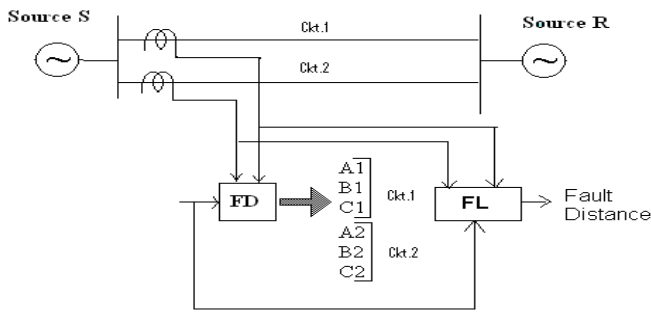 Source S
Ckt.1
Source R
Ckt.2
FD
A1
B1
C1
Ckt.1
A2
B2
C2
Ckt.2
FL
Fault
Distance